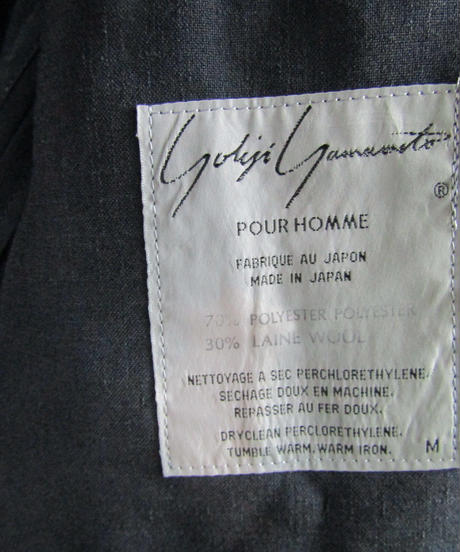 Yohji Yamamoto
®
POUR HOMME
FABRIQUE AU JAPON
MADE IN JAPAN
70% POLYESTER POLYESTER
30% LAINE WOOL
NETTOYAGE A SEC PERCHLORETHYLENE.
SECHAGE DOUX EN MACHINE.
REPASSER AU FER DOUX.
DRYCLEAN PERCLORETHYLENE.
TUMBLE WARM. WARM IRON. M